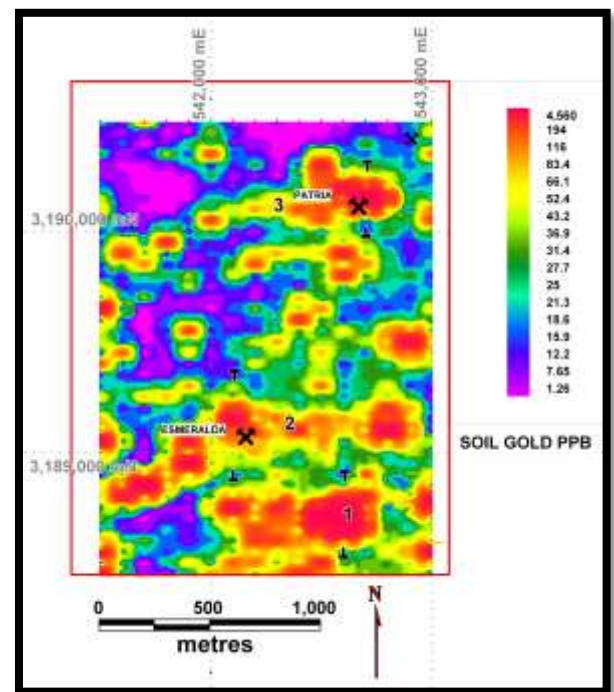 542,000 mE
543,000 mE
PATRIA
3
3,190,000 mN
ESMERALDA
2
3,189,000 mN
1
4,560
194
116
83.4
66.1
52.4
43.2
36.9
31.4
27.7
25
21.3
18.6
15.9
12.2
7.65
1.26
SOIL GOLD PPB
0 500 1,000
metres
N